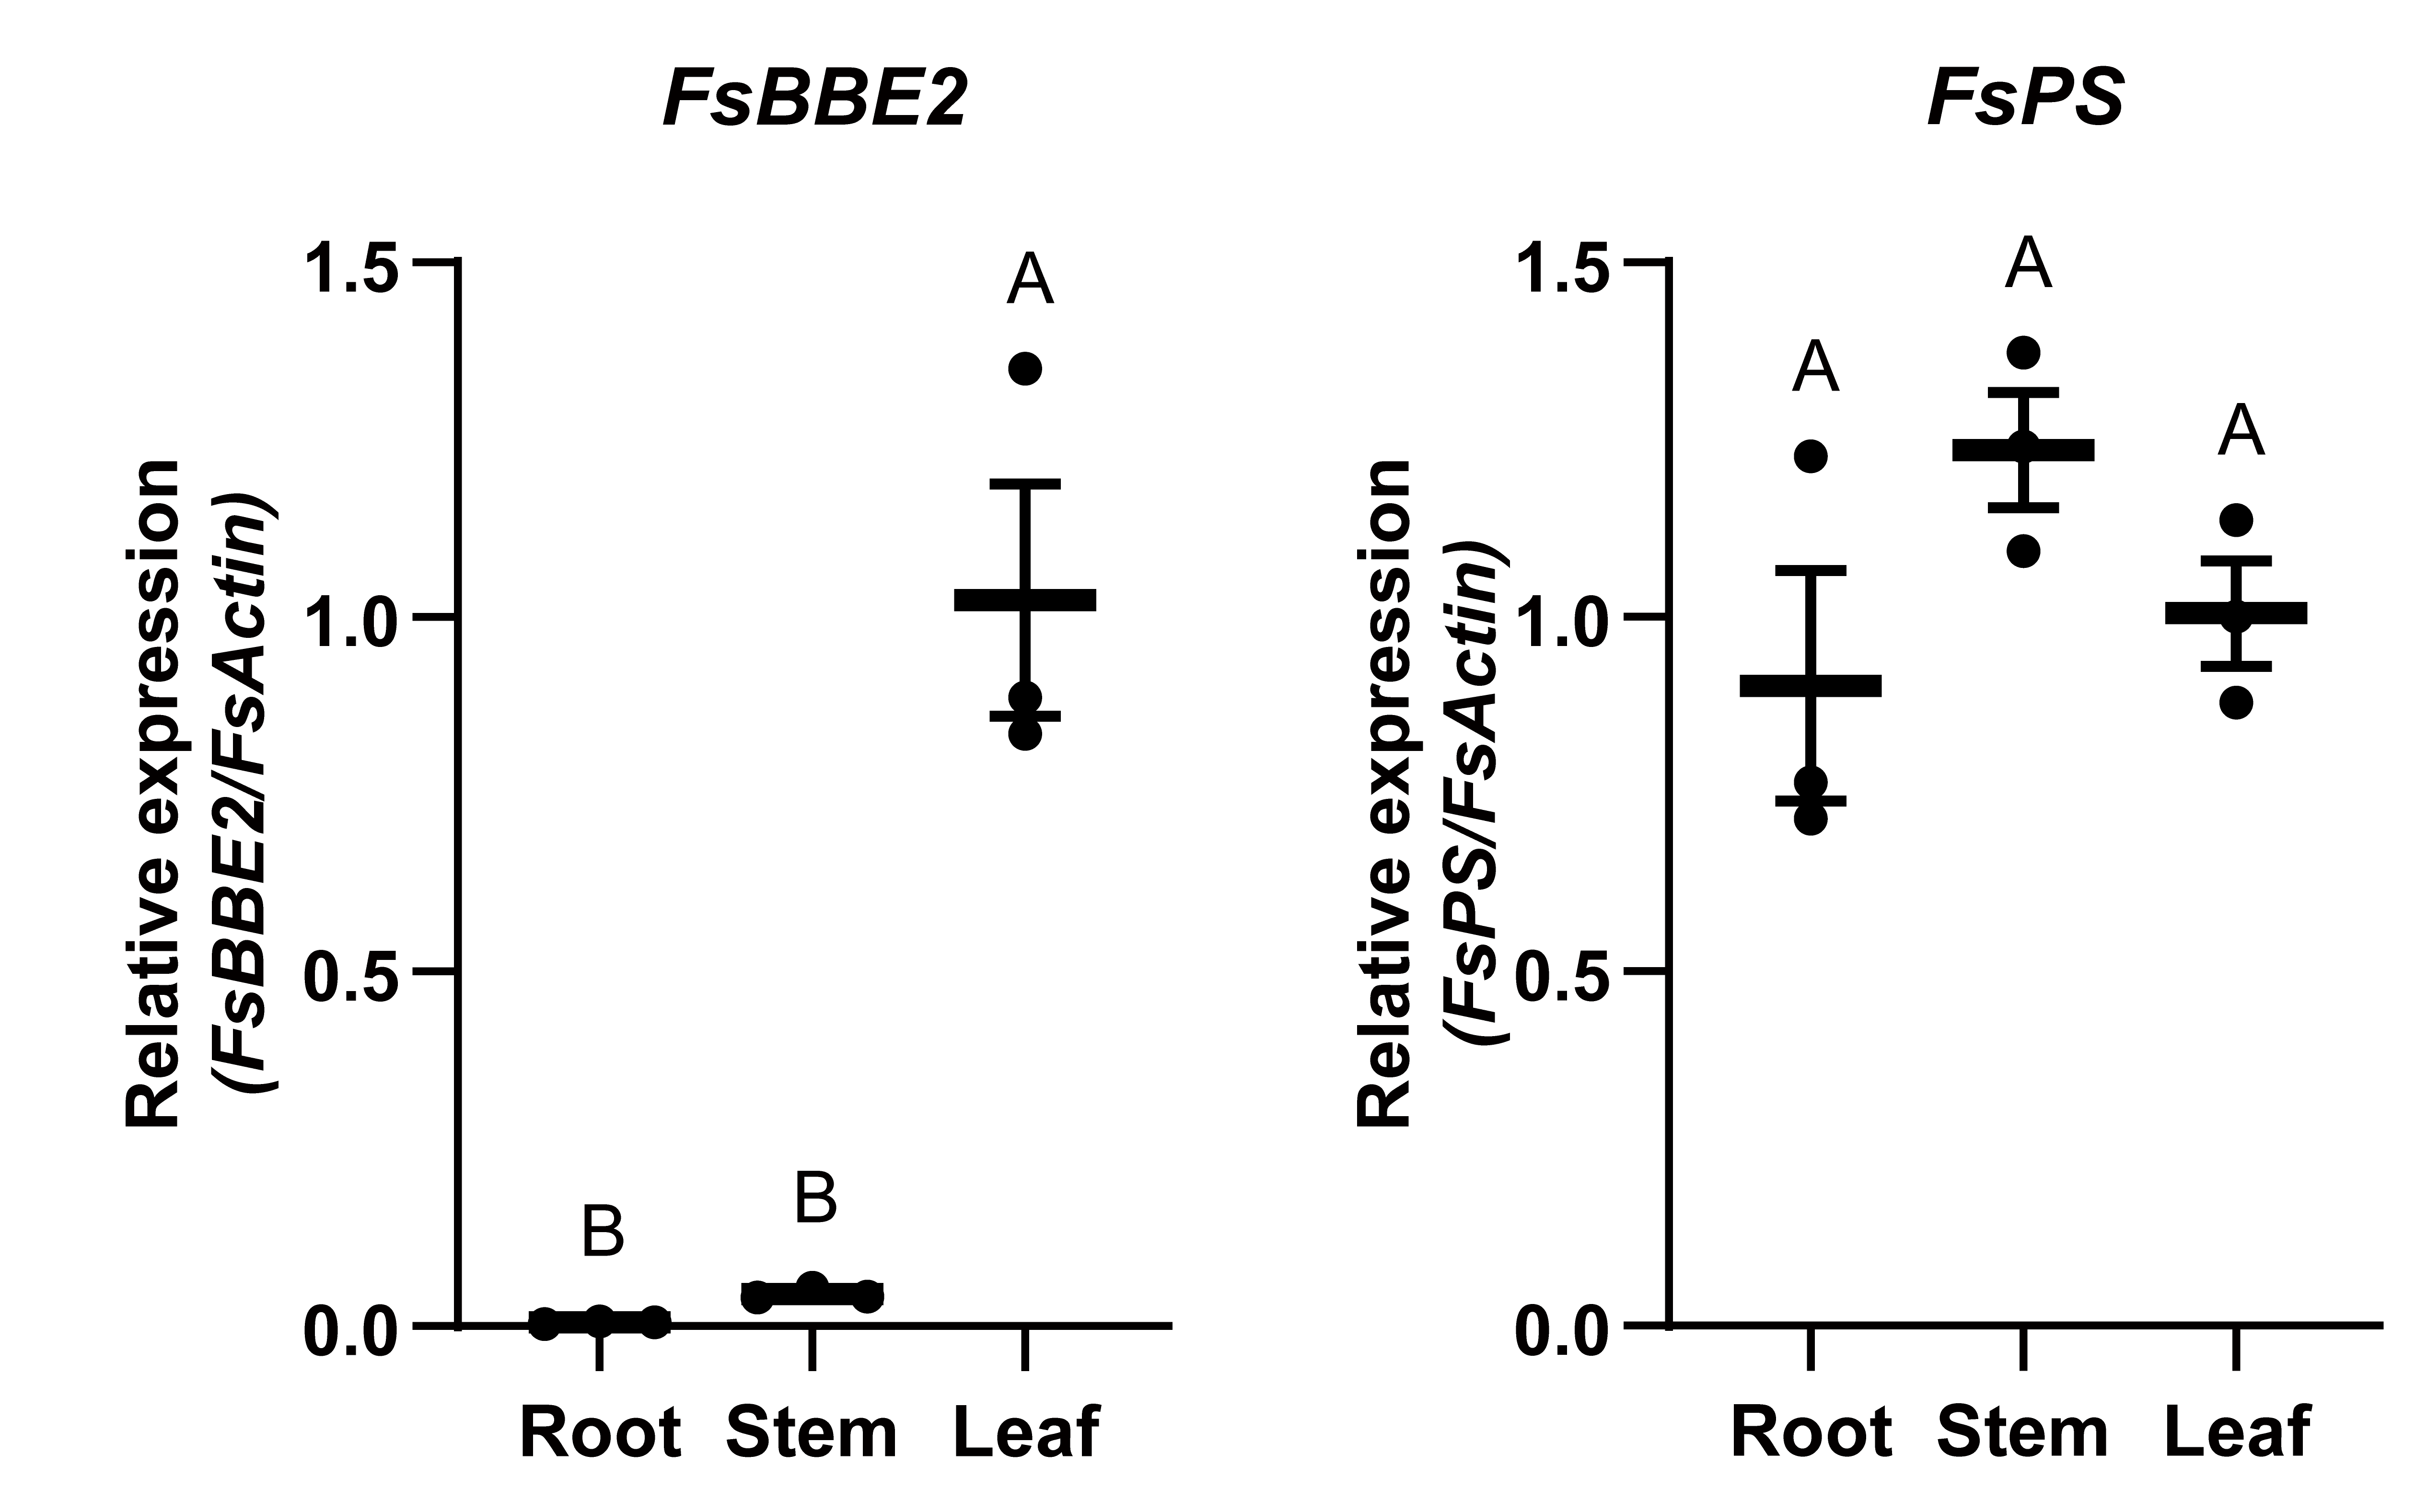 FsBBE2
Relative expression
(FsBBE2/FsActin)
1.5
1.0
0.5
0.0
B
B
A
Root Stem Leaf
FsPS
Relative expression
(FsPS/FsActin)
1.5
1.0
0.5
0.0
A
A
A
Root Stem Leaf